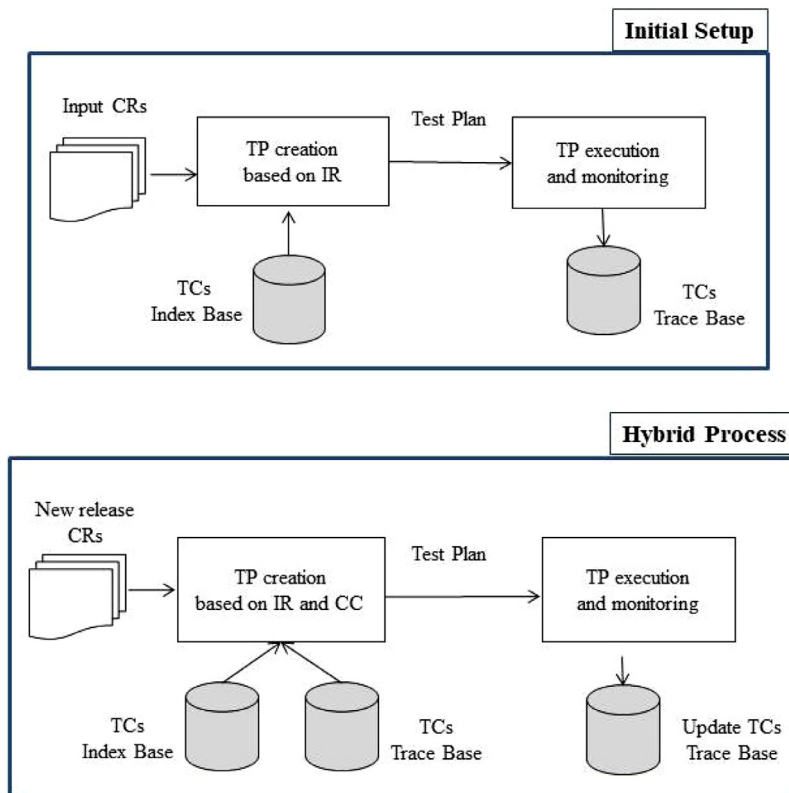 Initial Setup
Input CRs
TP creation
based on IR
Test Plan
TP execution
and monitoring
TCs
Index Base
TCs
Trace Base
Hybrid Process
New release
CRs
TP creation
based on IR and CC
Test Plan
TP execution
and monitoring
TCs
Index Base
TCs
Trace Base
Update TCs
Trace Base